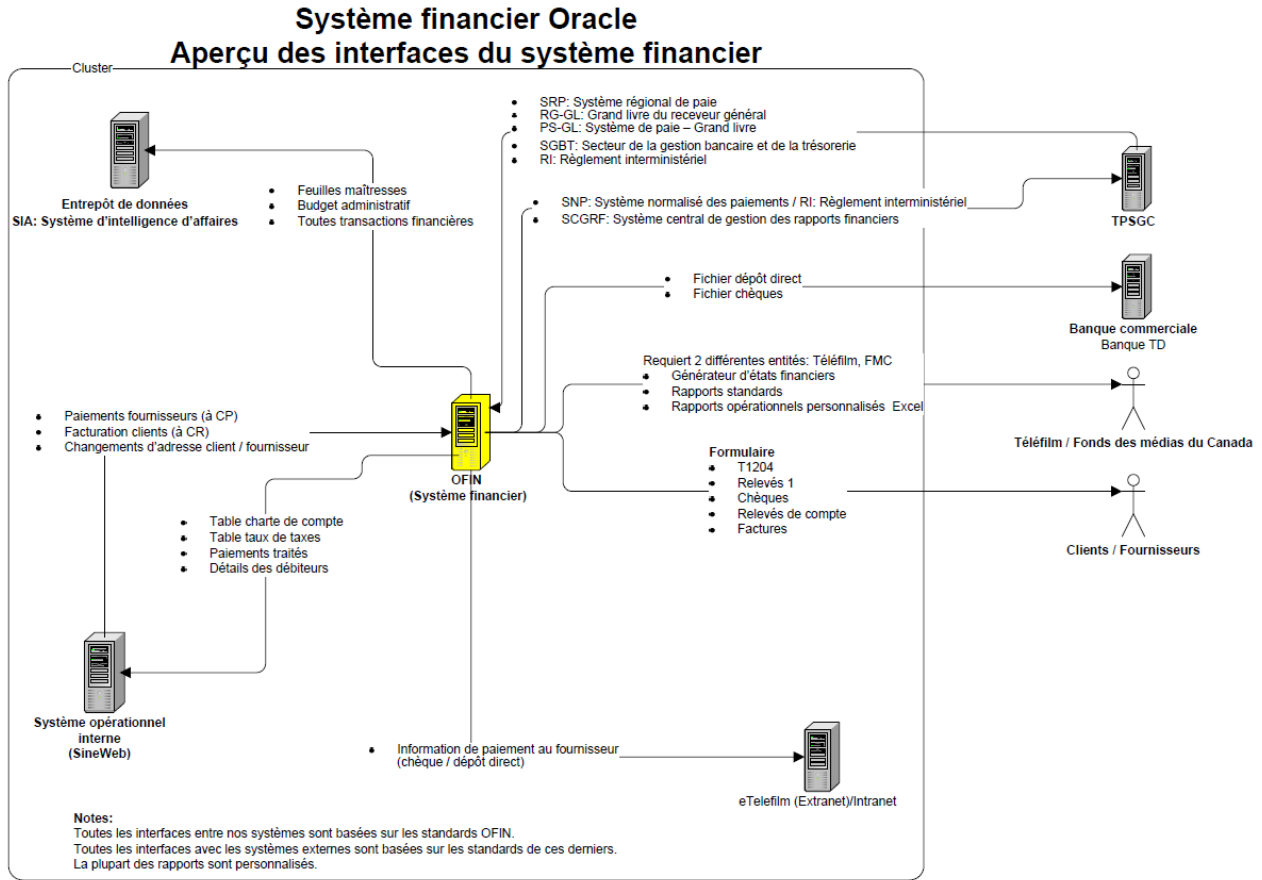 Système financier Oracle
Aperçu des interfaces du système financier
Cluster
SRP: Système régional de paie
RG-GL: Grand livre du receveur général
PS-GL: Système de paie – Grand livre
SGBT: Secteur de la gestion bancaire et de la trésorerie
RI: Règlement interministériel
Entrepôt de données
SIA: Système d'intelligence d'affaires
Feuilles maîtresses
Budget administratif
Toutes transactions financières
SNP: Système normalisé des paiements / RI: Règlement interministériel
SCGRF: Système central de gestion des rapports financiers
TPSGC
Fichier dépôt direct
Fichier chèques
Banque commerciale
Banque TD
Requiert 2 différentes entités: Téléfilm, FMC
Générateur d'états financiers
Rapports standards
Rapports opérationnels personnalisés Excel
Téléfilm / Fonds des médias du Canada
Paiements fournisseurs (à CP)
Facturation clients (à CR)
Changements d'adresse client / fournisseur
OFIN
(Système financier)
Formulaire
T1204
Relevés 1
Chèques
Relevés de compte
Factures
Clients / Fournisseurs
Table charte de compte
Table taux de taxes
Paiements traités
Détails des débiteurs
Système opérationnel
interne
(SineWeb)
Information de paiement au fournisseur
(chèque / dépôt direct)
eTelefilm (Extranet)/Intranet
Notes:
Toutes les interfaces entre nos systèmes sont basées sur les standards OFIN.
Toutes les interfaces avec les systèmes externes sont basées sur les standards de ces derniers.
La plupart des rapports sont personnalisés.